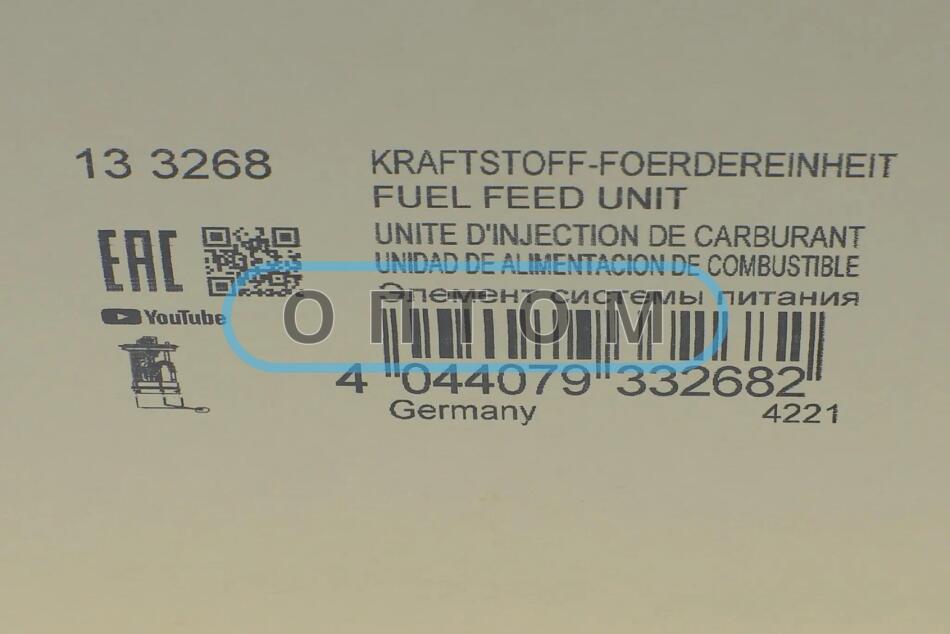 13 3268
KRAFTSTOFF-FOERDEREINHEIT
FUEL FEED UNIT
UNITE D'INJECTION DE CARBURANT
UNIDAD DE ALIMENTACION DE COMBUSTIBLE
Элемент системы питания
EAC
YouTube
ОПТОМ
4 044079 332682
Germany
4221